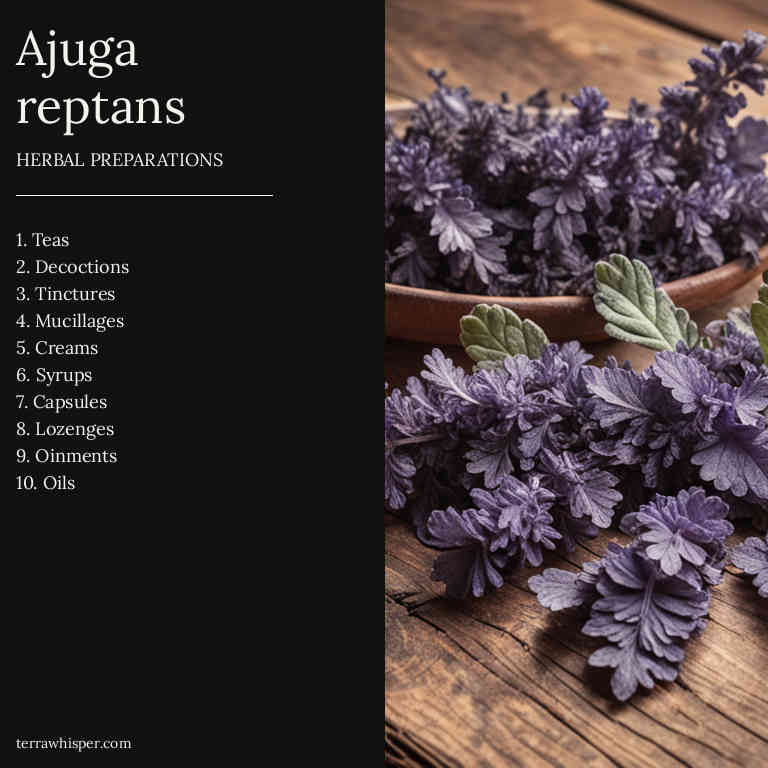 Ajuga
reptans
HERBAL PREPARATIONS
1. Teas
2. Decoctions
3. Tinctures
4. Mucillages
5. Creams
6. Syrups
7. Capsules
8. Lozenges
9. Oinments
10. Oils
terrawhisper.com